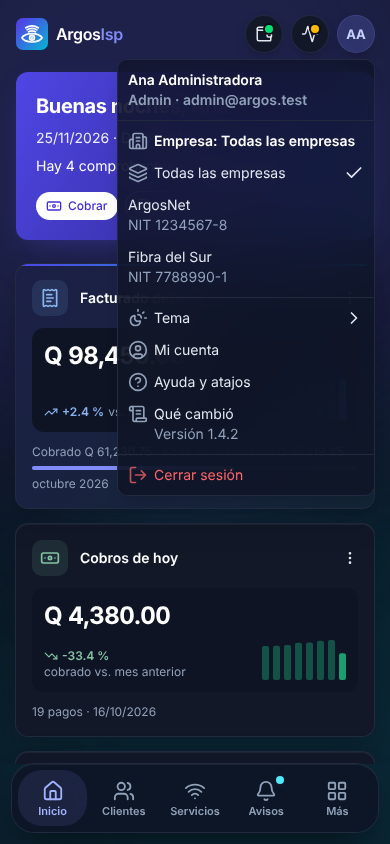 ArgosIsp
AA
Ana Administradora
Admin · admin@argos.test
Buenas
25/11/2026 ·
Hay 4 compr
Cobrar
Empresa: Todas las empresas
Todas las empresas
ArgosNet
NIT 1234567-8
Fibra del Sur
NIT 7788990-1
Tema
Mi cuenta
Ayuda y atajos
Qué cambió
Versión 1.4.2
Cerrar sesión
Facturado
Q 98,4
+2.4 % vs
Cobrado Q 61,2
octubre 2026
Cobros de hoy
Q 4,380.00
-33.4 %
cobrado vs. mes anterior
19 pagos · 16/10/2026
Inicio
Clientes
Servicios
Avisos
Más